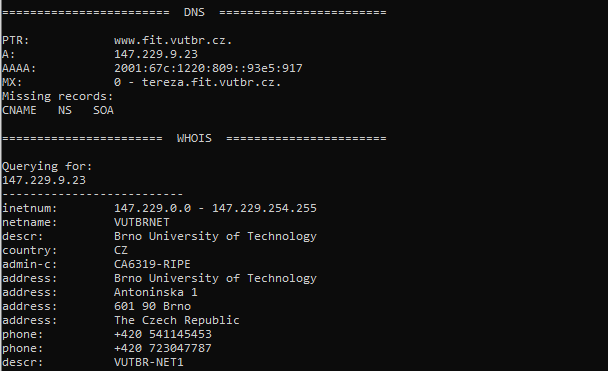 ========================  DNS  ========================
PTR:            www.fit.vutbr.cz.
A:              147.229.9.23
AAAA:           2001:67c:1220:809::93e5:917
MX:             0 - tereza.fit.vutbr.cz.
Missing records:
CNAME   NS   SOA
=======================  WHOIS  =======================
Querying for:
147.229.9.23
--------------------------
inetnum:        147.229.0.0 - 147.229.254.255
netname:        VUTBRNET
descr:          Brno University of Technology
country:        CZ
admin-c:        CA6319-RIPE
address:        Brno University of Technology
address:        Antoninska 1
address:        601 90 Brno
address:        The Czech Republic
phone:          +420 541145453
phone:          +420 723047787
descr:          VUTBR-NET1